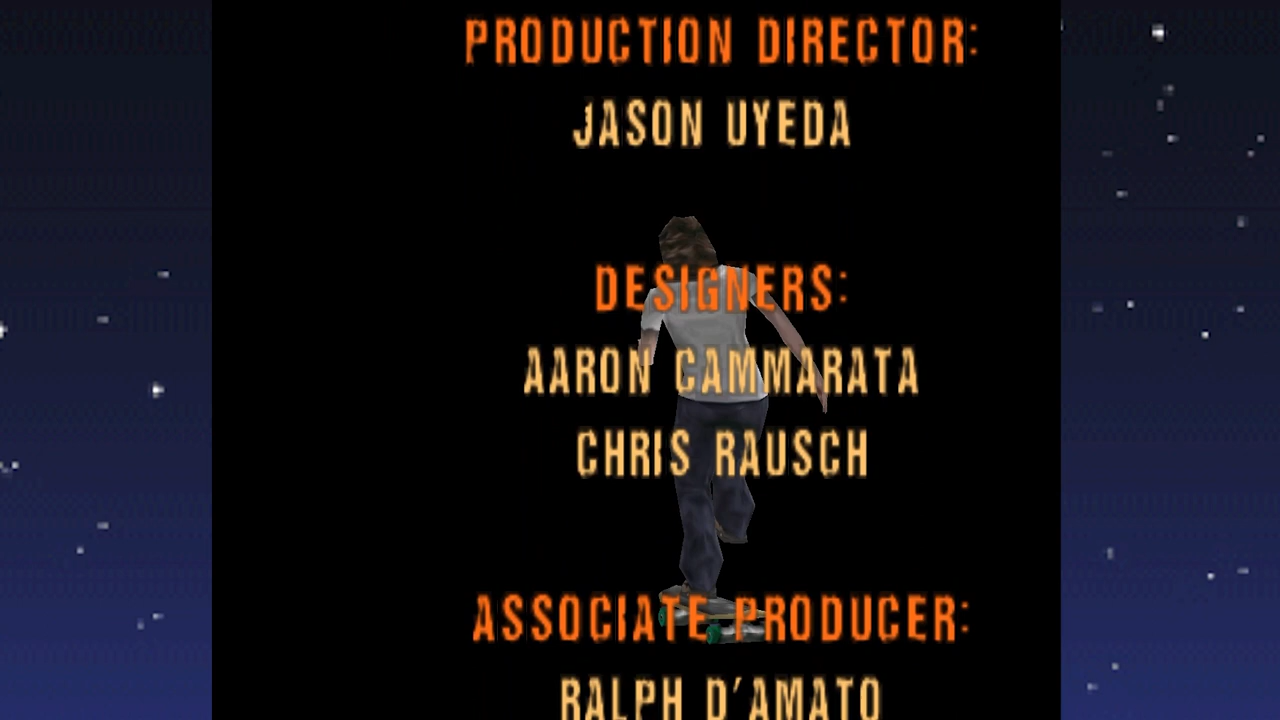 PRODUCTION DIRECTOR:
JASON UYEDA
DESIGNERS:
AARON CAMMARATA
CHRIS RAUSCH
ASSOCIATE PRODUCER:
RALPH D'AMATO